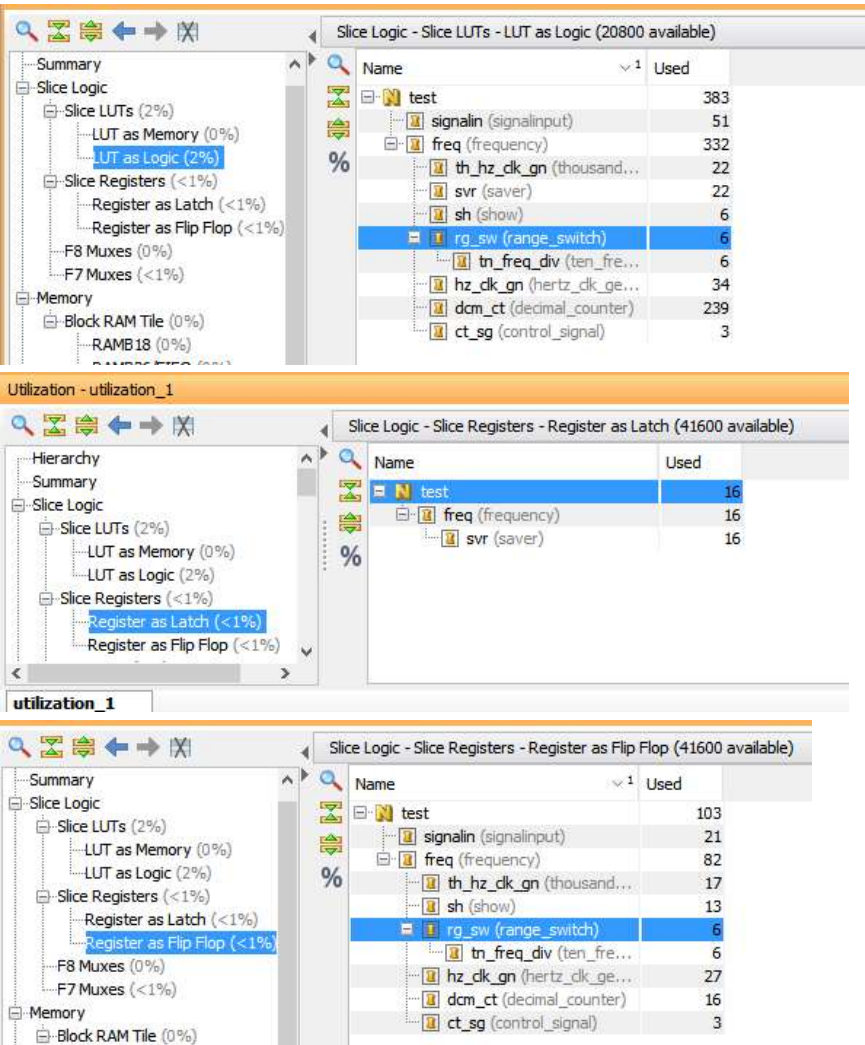 Slice Logic - Slice LUTs - LUT as Logic (20800 available)
Summary
Slice Logic
Slice LUTs (2%)
LUT as Memory (0%)
LUT as Logic (2%)
Slice Registers (<1%)
Register as Latch (<1%)
Register as Flip Flop (<1%)
F8 Muxes (0%)
F7 Muxes (<1%)
Memory
Block RAM Tile (0%)
RAMB18 (0%)
Name 1 Used
test 383
signalin (signalinput) 51
freq (frequency) 332
th_hz_clk_gn (thousand... 22
svr (saver) 22
sh (show) 6
rg_sw (range_switch) 6
tn_freq_div (ten_fre... 6
hz_clk_gn (hertz_clk_ge... 34
dcm_ct (decimal_counter) 239
ct_sg (control_signal) 3
%
Utilization - utilization_1
Slice Logic - Slice Registers - Register as Latch (41600 available)
Hierarchy
Summary
Slice Logic
Slice LUTs (2%)
LUT as Memory (0%)
LUT as Logic (2%)
Slice Registers (<1%)
Register as Latch (<1%)
Register as Flip Flop (<1%)
Name Used
test 16
freq (frequency) 16
svr (saver) 16
%
utilization_1
Slice Logic - Slice Registers - Register as Flip Flop (41600 available)
Summary
Slice Logic
Slice LUTs (2%)
LUT as Memory (0%)
LUT as Logic (2%)
Slice Registers (<1%)
Register as Latch (<1%)
Register as Flip Flop (<1%)
F8 Muxes (0%)
F7 Muxes (<1%)
Memory
Block RAM Tile (0%)
Name 1 Used
test 103
signalin (signalinput) 21
freq (frequency) 82
th_hz_clk_gn (thousand... 17
sh (show) 13
rg_sw (range_switch) 6
tn_freq_div (ten_fre... 6
hz_clk_gn (hertz_clk_ge... 27
dcm_ct (decimal_counter) 16
ct_sg (control_signal) 3
%